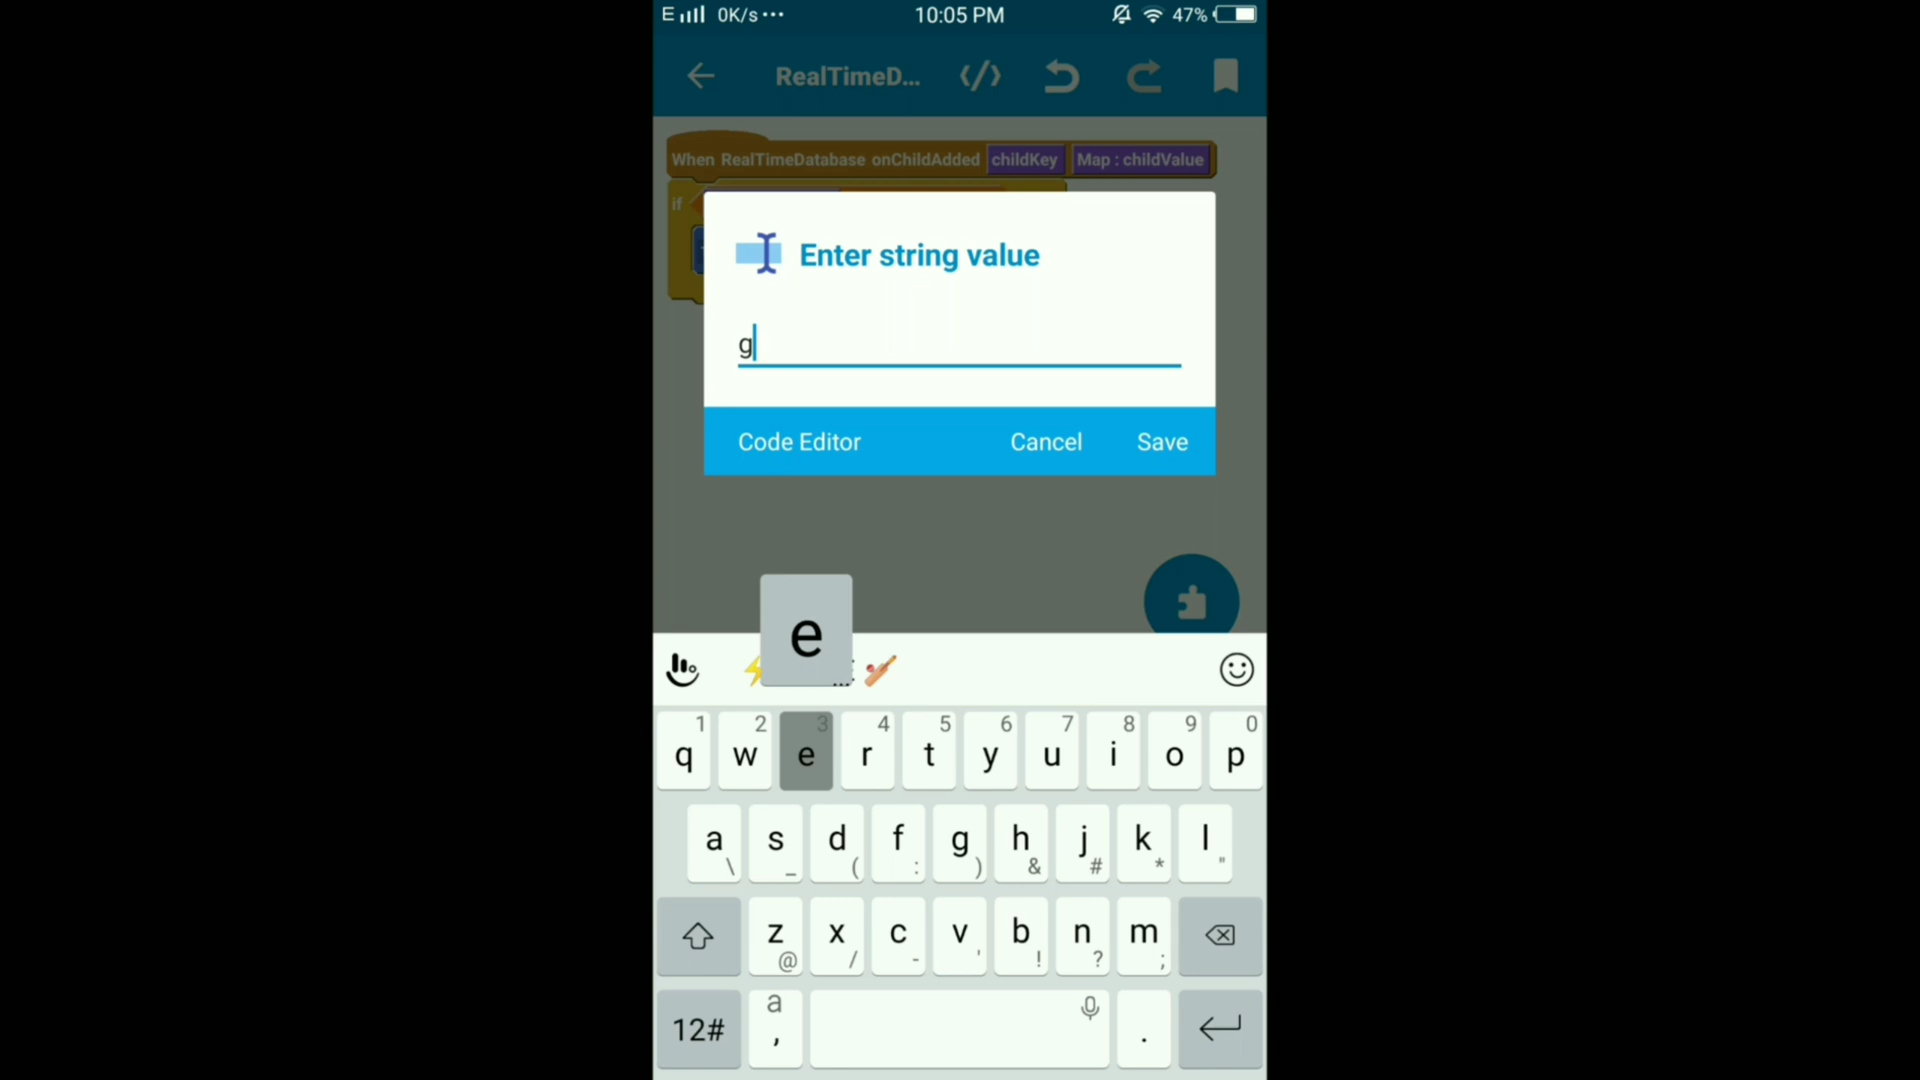 E 0K/s••• 10:05 PM 47%
RealTimeD... </>
When RealTimeDatabase onChildAdded childKey Map : childValue
if
Enter string value
g
Code Editor Cancel Save
e
1 2 3 4 5 6 7 8 9 0
q w e r t y u i o p
a s d f g h j k l
\ _ ( : ) & # * "
z x c v b n m
@ / - ' ! ? ;
a
12# , .